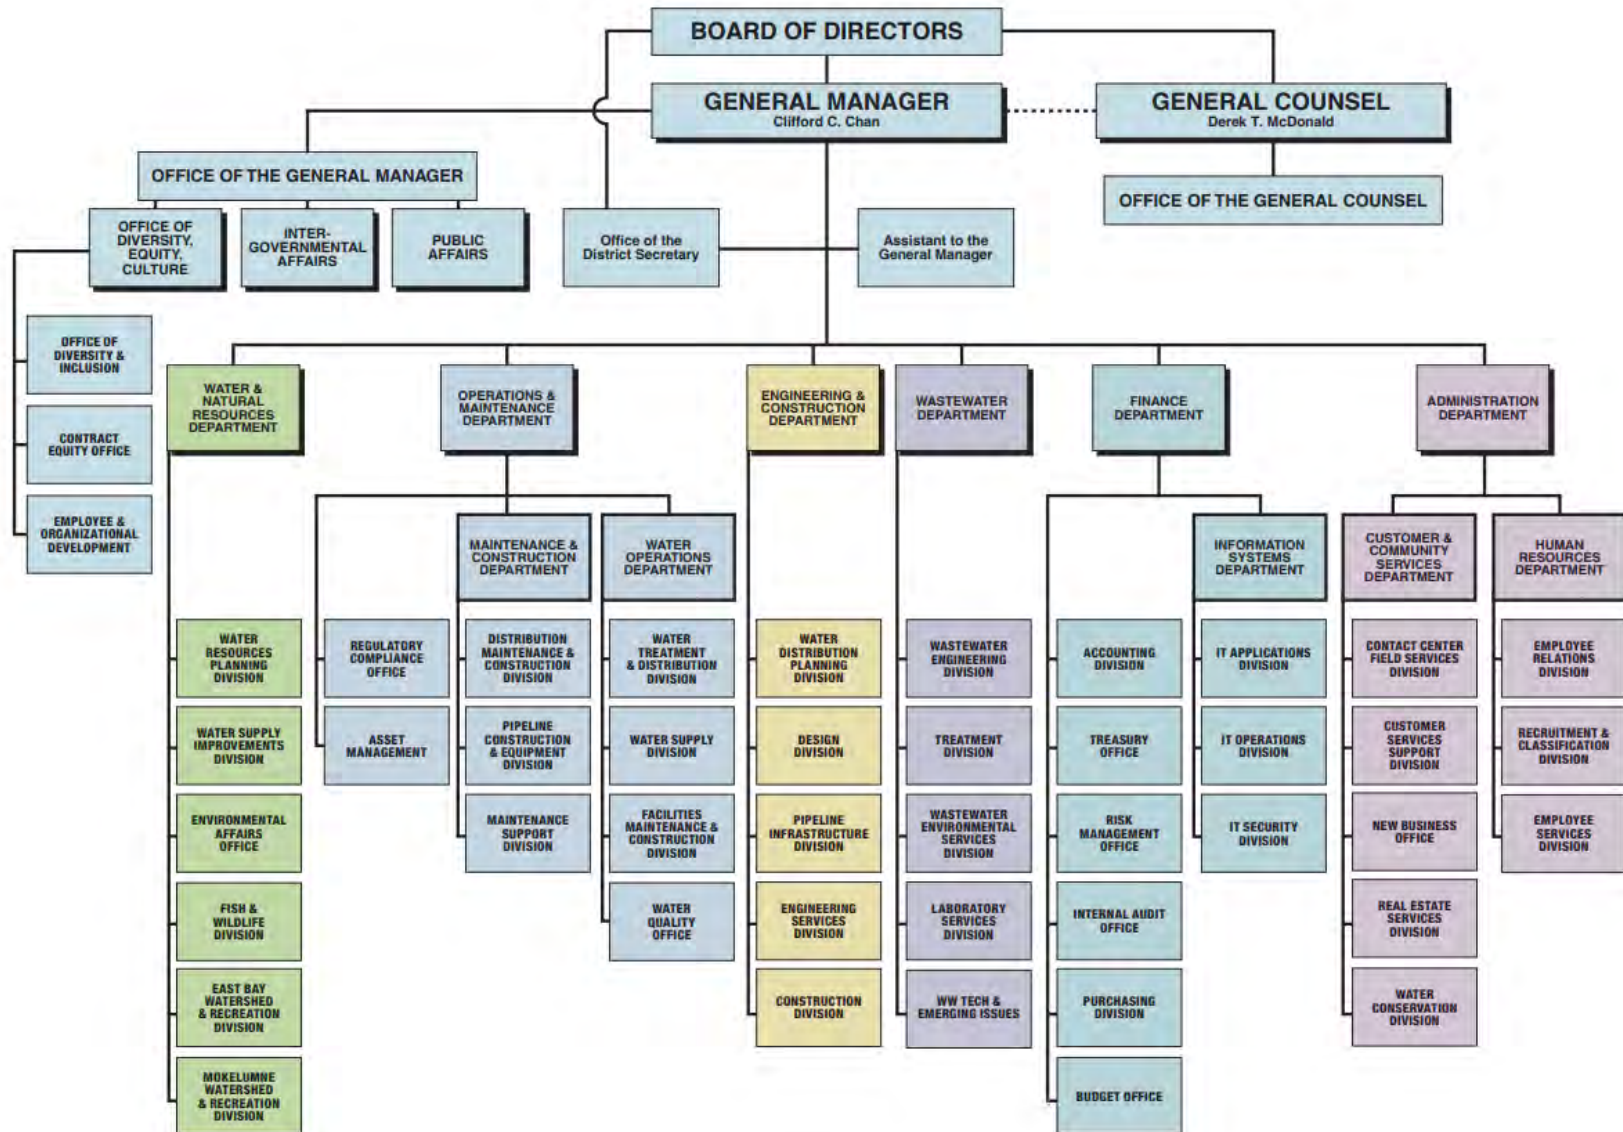 BOARD OF DIRECTORS
GENERAL MANAGER
Clifford C. Chan
GENERAL COUNSEL
Derek T. McDonald
OFFICE OF THE GENERAL MANAGER
OFFICE OF THE GENERAL COUNSEL
OFFICE OF
DIVERSITY,
EQUITY,
CULTURE
INTER-
GOVERNMENTAL
AFFAIRS
PUBLIC
AFFAIRS
Office of the
District Secretary
Assistant to the
General Manager
OFFICE OF
DIVERSITY &
INCLUSION
CONTRACT
EQUITY OFFICE
EMPLOYEE &
ORGANIZATIONAL
DEVELOPMENT
WATER &
NATURAL
RESOURCES
DEPARTMENT
OPERATIONS &
MAINTENANCE
DEPARTMENT
ENGINEERING &
CONSTRUCTION
DEPARTMENT
WASTEWATER
DEPARTMENT
FINANCE
DEPARTMENT
ADMINISTRATION
DEPARTMENT
MAINTENANCE &
CONSTRUCTION
DEPARTMENT
WATER
OPERATIONS
DEPARTMENT
INFORMATION
SYSTEMS
DEPARTMENT
CUSTOMER &
COMMUNITY
SERVICES
DEPARTMENT
HUMAN
RESOURCES
DEPARTMENT
WATER
RESOURCES
PLANNING
DIVISION
REGULATORY
COMPLIANCE
OFFICE
DISTRIBUTION
MAINTENANCE &
CONSTRUCTION
DIVISION
WATER
TREATMENT
& DISTRIBUTION
DIVISION
WATER
DISTRIBUTION
PLANNING
DIVISION
WASTEWATER
ENGINEERING
DIVISION
ACCOUNTING
DIVISION
IT APPLICATIONS
DIVISION
CONTACT CENTER
FIELD SERVICES
DIVISION
EMPLOYEE
RELATIONS
DIVISION
WATER SUPPLY
IMPROVEMENTS
DIVISION
ASSET
MANAGEMENT
PIPELINE
CONSTRUCTION
& EQUIPMENT
DIVISION
WATER SUPPLY
DIVISION
DESIGN
DIVISION
TREATMENT
DIVISION
TREASURY
OFFICE
IT OPERATIONS
DIVISION
CUSTOMER
SERVICES
SUPPORT
DIVISION
RECRUITMENT &
CLASSIFICATION
DIVISION
ENVIRONMENTAL
AFFAIRS
OFFICE
MAINTENANCE
SUPPORT
DIVISION
FACILITIES
MAINTENANCE &
CONSTRUCTION
DIVISION
PIPELINE
INFRASTRUCTURE
DIVISION
WASTEWATER
ENVIRONMENTAL
SERVICES
DIVISION
RISK
MANAGEMENT
OFFICE
IT SECURITY
DIVISION
NEW BUSINESS
OFFICE
EMPLOYEE
SERVICES
DIVISION
FISH &
WILDLIFE
DIVISION
WATER
QUALITY
OFFICE
ENGINEERING
SERVICES
DIVISION
LABORATORY
SERVICES
DIVISION
INTERNAL AUDIT
OFFICE
REAL ESTATE
SERVICES
DIVISION
EAST BAY
WATERSHED
& RECREATION
DIVISION
CONSTRUCTION
DIVISION
WW TECH &
EMERGING ISSUES
PURCHASING
DIVISION
WATER
CONSERVATION
DIVISION
MOKELUMNE
WATERSHED
& RECREATION
DIVISION
BUDGET OFFICE